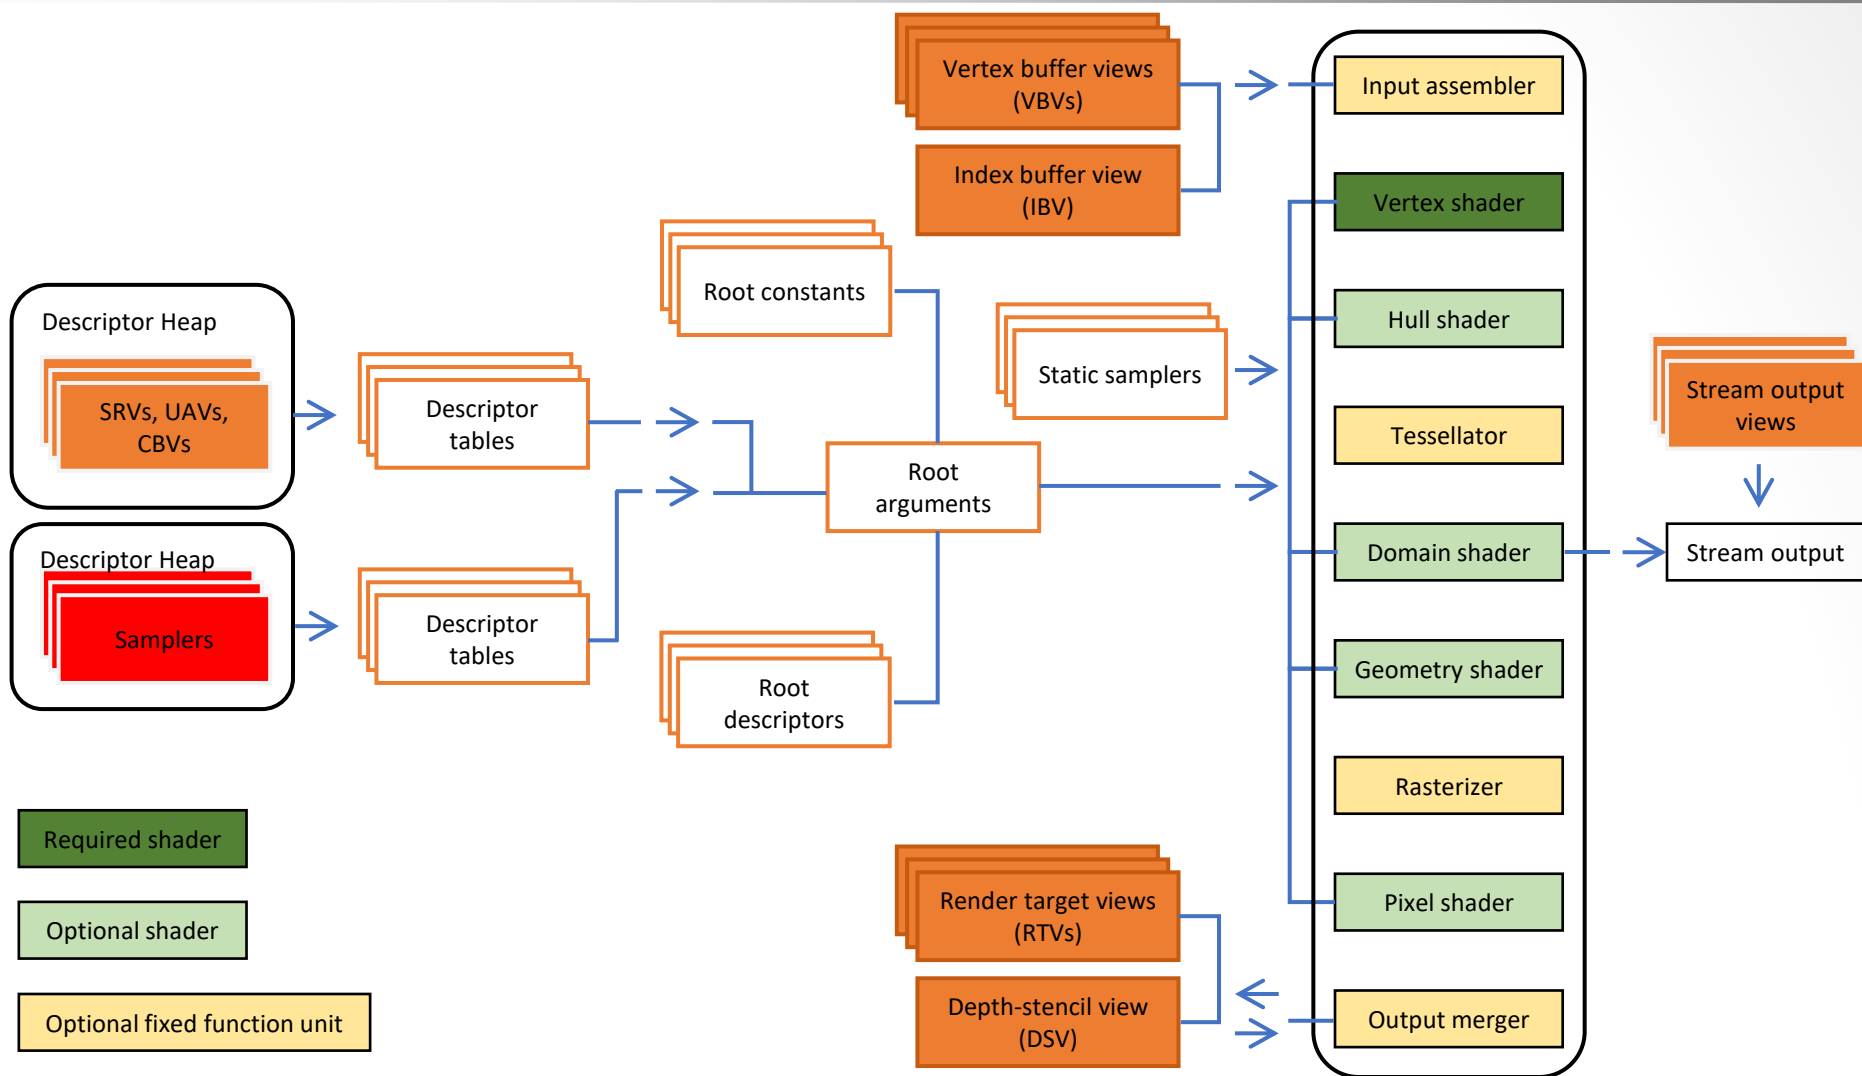 Vertex buffer views
(VBVs)
Index buffer view
(IBV)
Input assembler
Vertex shader
Hull shader
Tessellator
Domain shader
Geometry shader
Rasterizer
Pixel shader
Output merger
Root constants
Static samplers
Descriptor Heap
SRVs, UAVs,
CBVs
Descriptor
tables
Root
arguments
Stream output
views
Stream output
Descriptor Heap
Samplers
Descriptor
tables
Root
descriptors
Required shader
Optional shader
Optional fixed function unit
Render target views
(RTVs)
Depth-stencil view
(DSV)